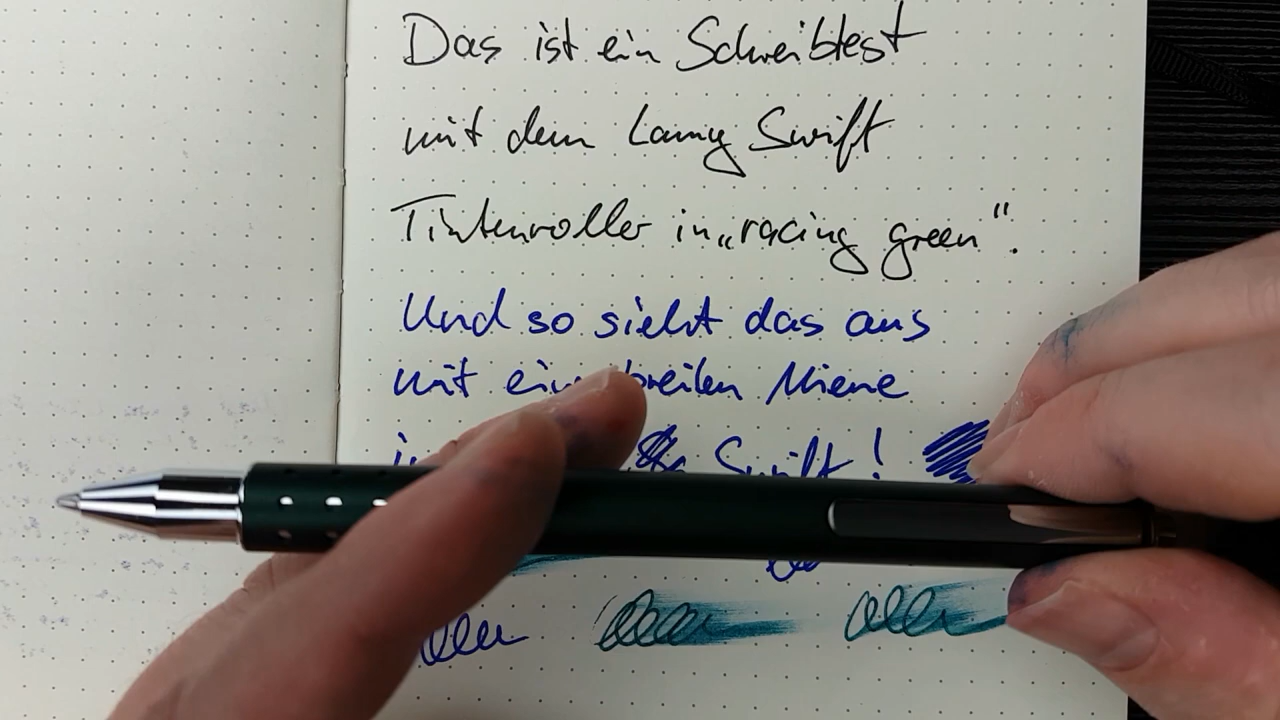 Das ist ein Schreibtest
mit dem Lamy Swift
Tintenroller in „racing green“.
Und so sieht das aus
mit breiten Miene
Swift!